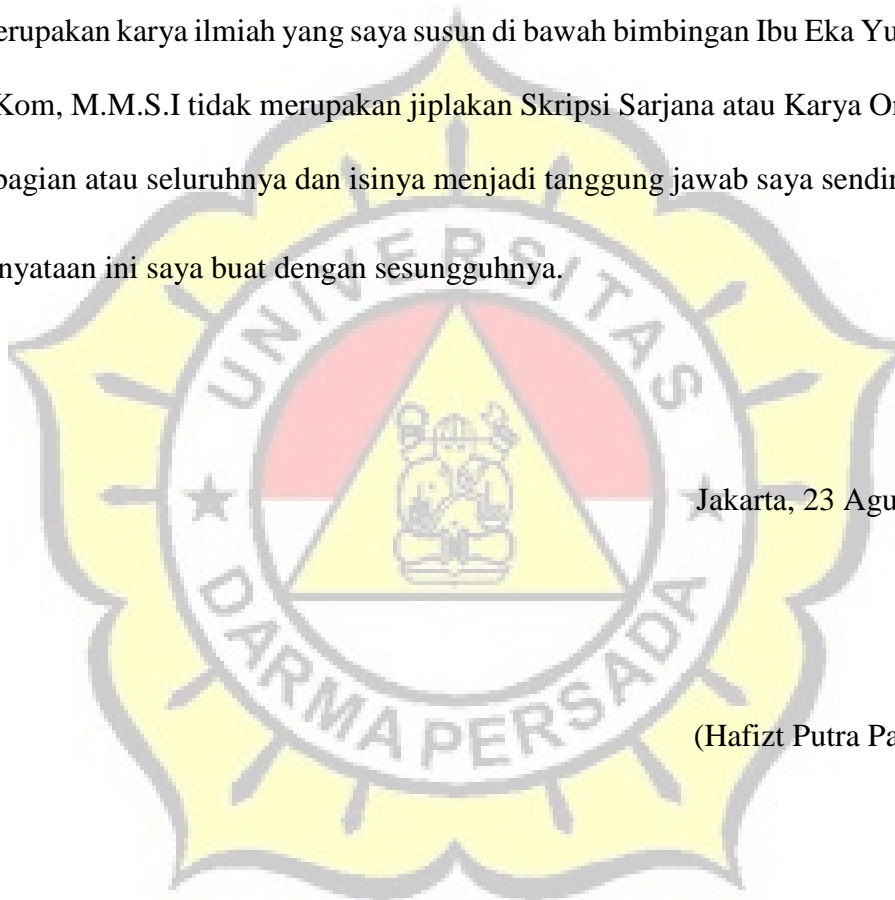 erupakan karya ilmiah yang saya susun di bawah bimbingan Ibu Eka Yu
Kom, M.M.S.I tidak merupakan jiplakan Skripsi Sarjana atau Karya Or
bagian atau seluruhnya dan isinya menjadi tanggung jawab saya sendir
nyataan ini saya buat dengan sesungguhnya.
UNIVERSITAS
Jakarta, 23 Agu
DARMA PERSADA
(Hafizt Putra Pa